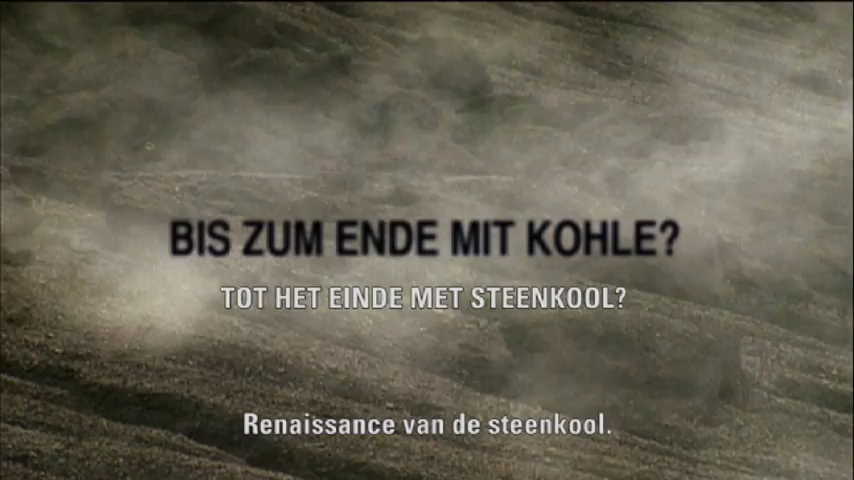 BIS ZUM ENDE MIT KOHLE?
TOT HET EINDE MET STEENKOOL?
Renaissance van de steenkool.